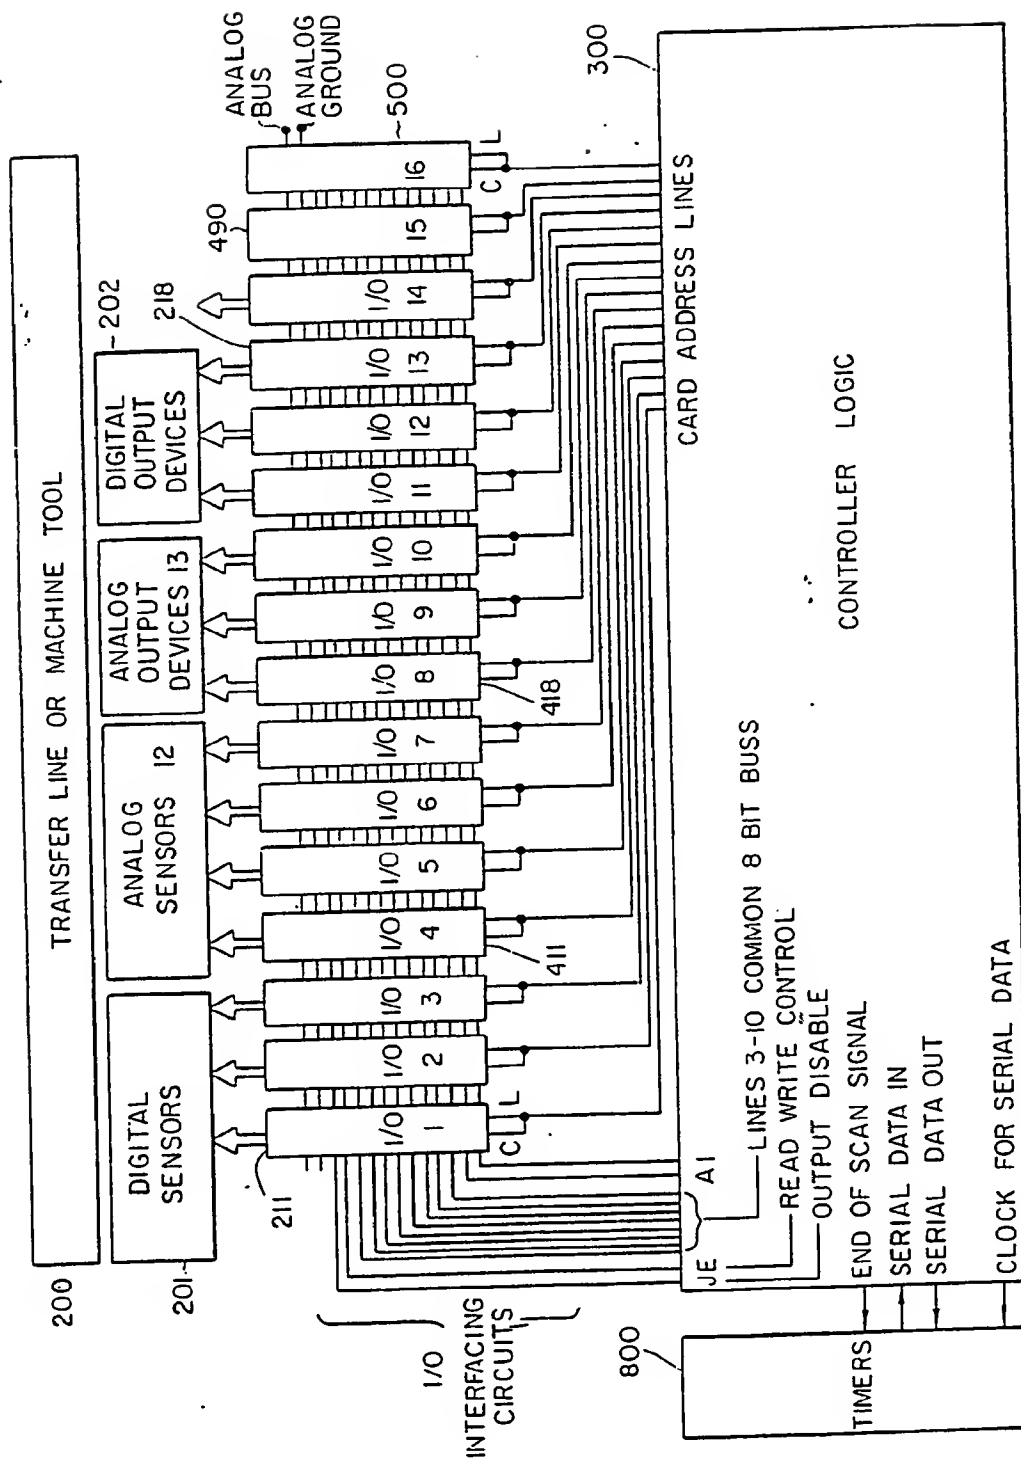 200
TRANSFER LINE OR MACHINE TOOL
201
DIGITAL
SENSORS
ANALOG
SENSORS 12
ANALOG
OUTPUT
DEVICES 13
DIGITAL
OUTPUT
DEVICES
202
211
218
490
ANALOG
BUS
ANALOG
GROUND
500
I/O
INTERFACING
CIRCUITS
I/O
1
I/O
2
I/O
3
I/O
4
I/O
5
I/O
6
I/O
7
I/O
8
I/O
9
I/O
10
I/O
11
I/O
12
I/O
13
I/O
14
15
16
C
L
411
418
C
L
300
CARD ADDRESS LINES
JE
A1
LINES 3-10 COMMON 8 BIT BUSS
READ WRITE CONTROL
OUTPUT DISABLE
CONTROLLER LOGIC
800
TIMERS
END OF SCAN SIGNAL
SERIAL DATA IN
SERIAL DATA OUT
CLOCK FOR SERIAL DATA